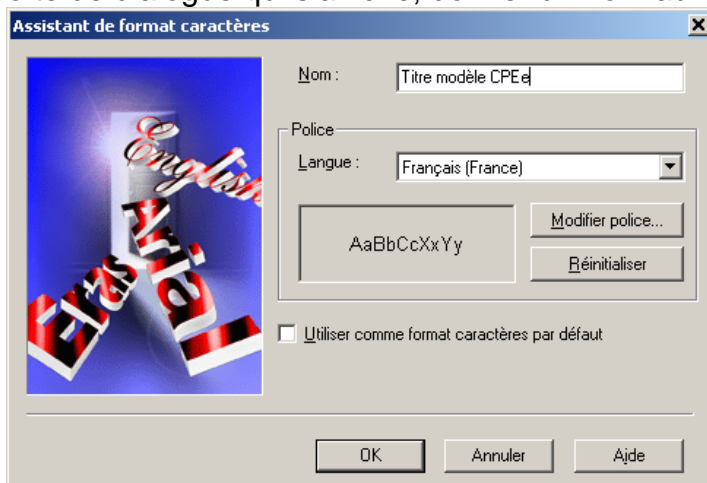 Assistant de format caractères
English
Arial
Eras
Nom :
Titre modèle CPEe
Police
Langue :
Français (France)
AaBbCcXxYy
Modifier police...
Réinitialiser
Utiliser comme format caractères par défaut
OK
Annuler
Aide